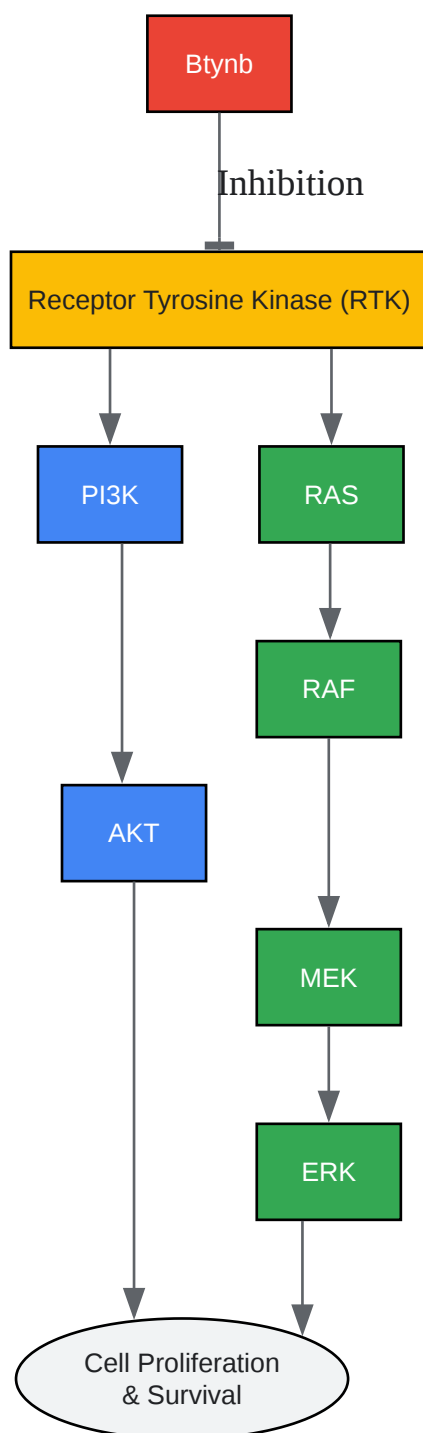 Btynb
Inhibition
Receptor Tyrosine Kinase (RTK)
PI3K
RAS
RAF
AKT
MEK
ERK
Cell Proliferation
& Survival